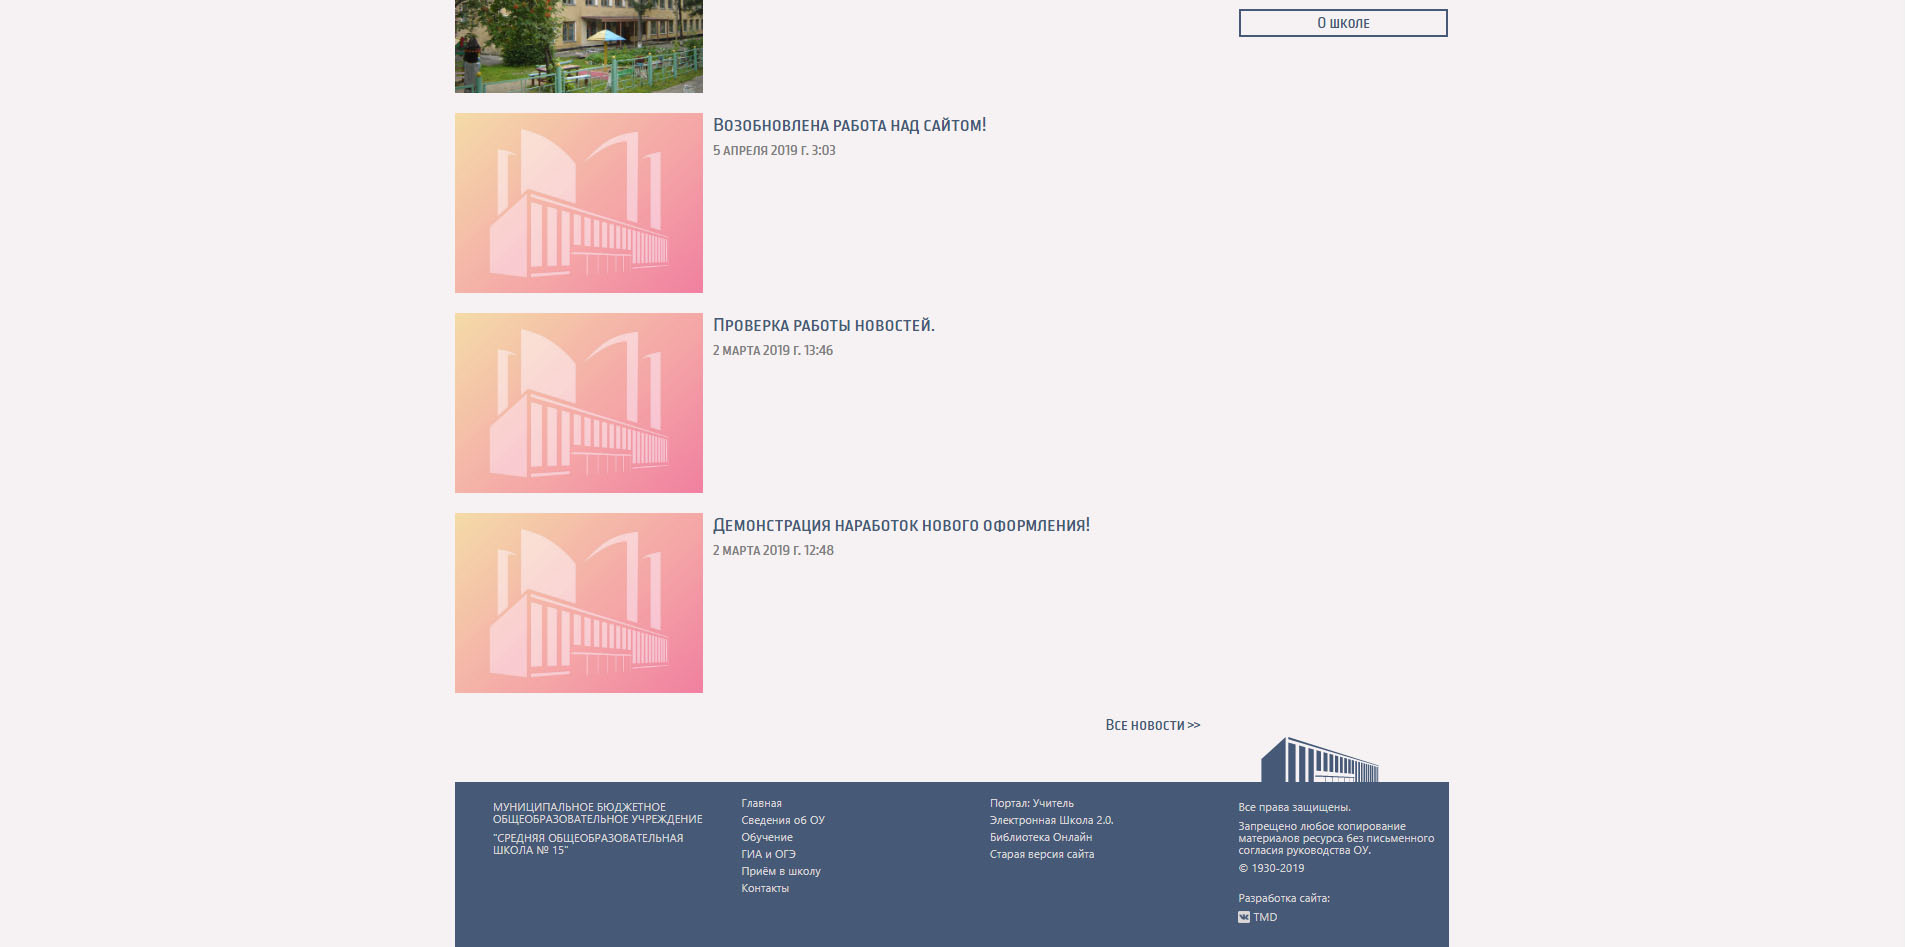 О школе
Возобновлена работа над сайтом!
5 апреля 2019 г. 3:03
Проверка работы новостей.
2 марта 2019 г. 13:46
Демонстрация наработок нового оформления!
2 марта 2019 г. 12:48
Все новости >>
МУНИЦИПАЛЬНОЕ БЮДЖЕТНОЕ
ОБЩЕОБРАЗОВАТЕЛЬНОЕ УЧРЕЖДЕНИЕ
"СРЕДНЯЯ ОБЩЕОБРАЗОВАТЕЛЬНАЯ
ШКОЛА № 15"
Главная
Сведения об ОУ
Обучение
ГИА и ОГЭ
Приём в школу
Контакты
Портал: Учитель
Электронная Школа 2.0.
Библиотека Онлайн
Старая версия сайта
Все права защищены.
Запрещено любое копирование
материалов ресурса без письменного
согласия руководства ОУ.
© 1930-2019
Разработка сайта:
TMD